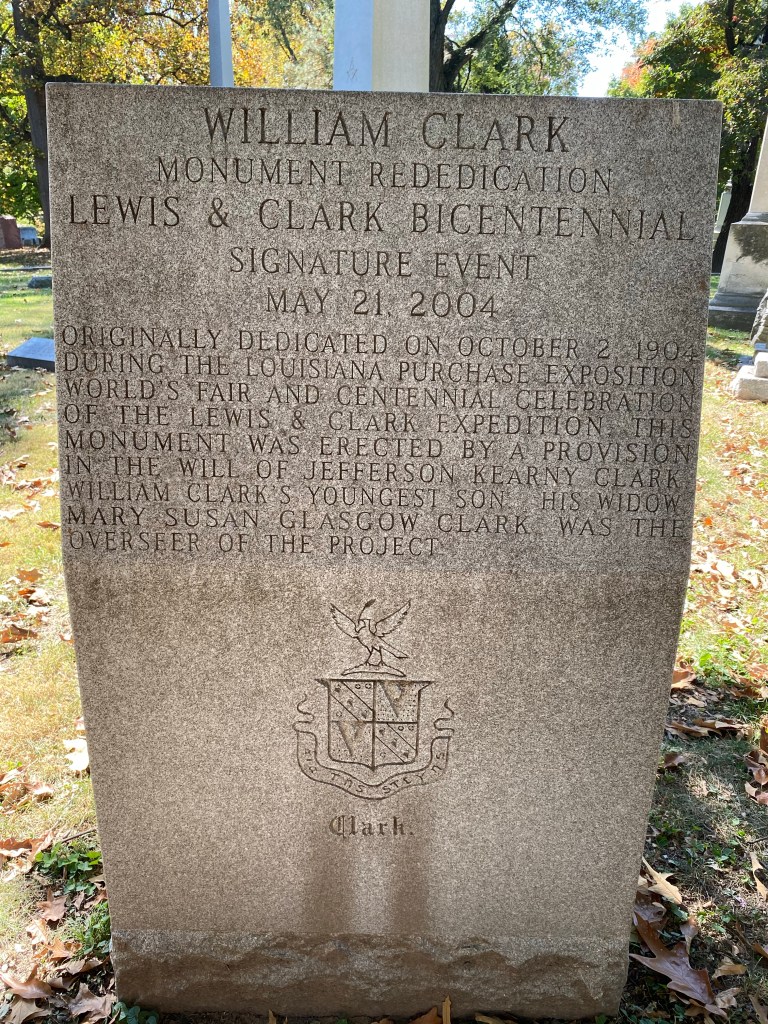 WILLIAM CLARK
MONUMENT REDEDICATION
LEWIS & CLARK BICENTENNIAL
SIGNATURE EVENT
MAY 21, 2004
ORIGINALLY DEDICATED ON OCTOBER 2, 1904
DURING THE LOUISIANA PURCHASE EXPOSITION
WORLD'S FAIR AND CENTENNIAL CELEBRATION
OF THE LEWIS & CLARK EXPEDITION, THIS
MONUMENT WAS ERECTED BY A PROVISION
IN THE WILL OF JEFFERSON KEARNY CLARK,
WILLIAM CLARK'S YOUNGEST SON. HIS WIDOW,
MARY SUSAN GLASGOW CLARK, WAS THE
OVERSEER OF THE PROJECT.
Clark.